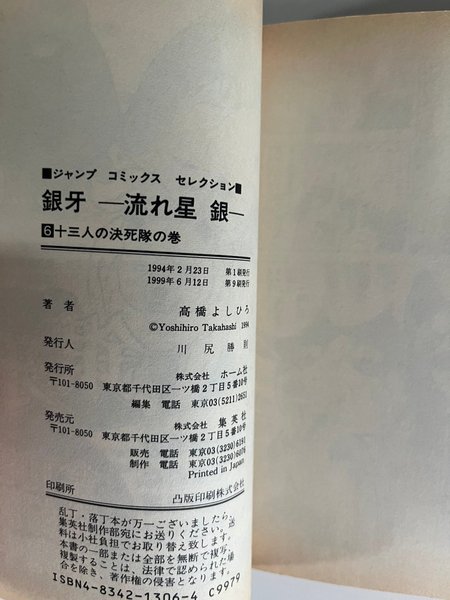 ■ジャンプ コミックス セレクション■
銀牙 ―流れ星 銀―
6十三人の決死隊の巻
1994年2月23日 第1刷発行
1999年6月12日 第9刷発行
著者 高橋よしひろ
©Yoshihiro Takahashi 1994
発行人 川尻勝則
発行所 株式会社 ホーム社
〒101-8050 東京都千代田区一ツ橋2丁目5番10号
編集 電話 東京03(5211)2651
発売元 株式会社 集英社
〒101-8050 東京都千代田区一ツ橋2丁目5番10号
販売 電話 東京03(3230)6191
制作 電話 東京03(3230)6076
Printed in Japan
印刷所 凸版印刷株式会社
乱丁・落丁本が万一ございましたら、
集英社制作部宛にお送りください。送
料は小社負担でお取り替え致します。
本書の一部または全部を無断で複写、
複製することは、法律で認められた場
合を除き、著作権の侵害となります。
ISBN4-8342-1306-4 C9979